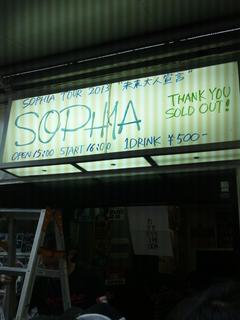 SOPHIA TOUR 2013 "未来大人宣言"
SOPHIA
THANK YOU
SOLD OUT!
OPEN 15:00 START 16:00 1DRINK ¥500-